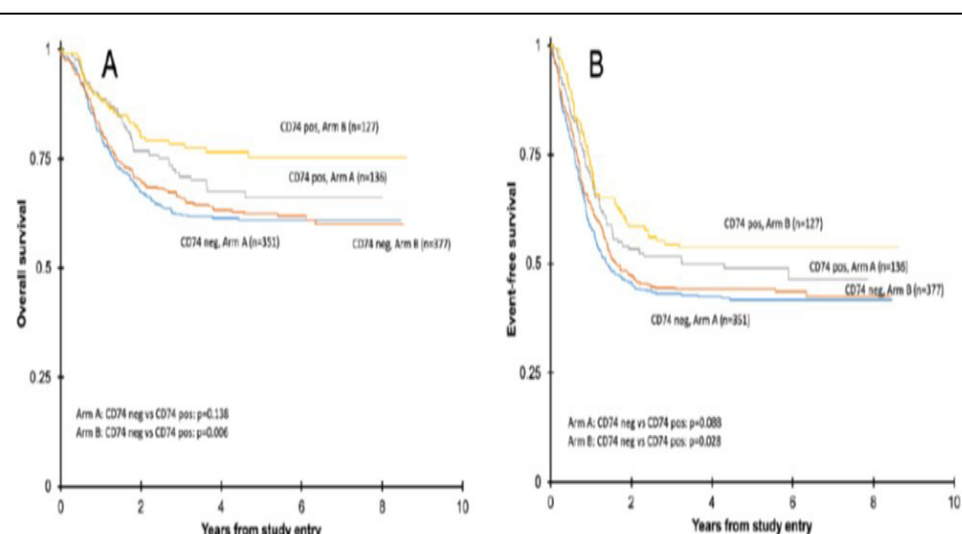 A
1
0.75
0.5
0.25
0
0
2
4
6
8
10
Overall survival
Years from study entry
CD74 pos, Arm B (n=127)
CD74 pos, Arm A (n=136)
CD74 neg, Arm A (n=351)
CD74 neg, Arm B (n=377)
Arm A: CD74 neg vs CD74 pos: p=0.138
Arm B: CD74 neg vs CD74 pos: p=0.006
B
1
0.75
0.5
0.25
0
0
2
4
6
8
10
Event-free survival
Years from study entry
CD74 pos, Arm B (n=127)
CD74 pos, Arm A (n=136)
CD74 neg, Arm B (n=377)
CD74 neg, Arm A (n=351)
Arm A: CD74 neg vs CD74 pos: p=0.088
Arm B: CD74 neg vs CD74 pos: p=0.028